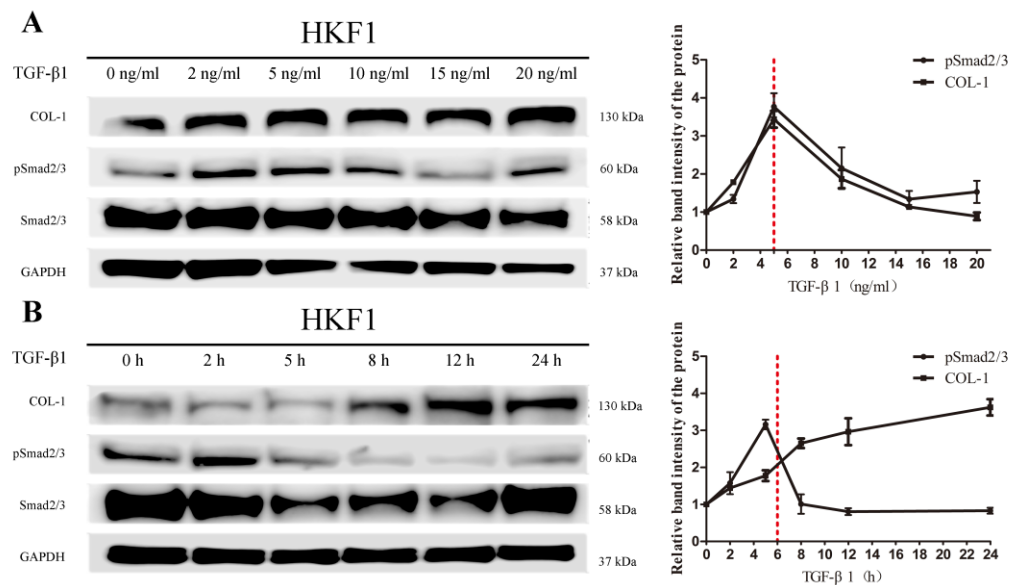 A
HKF1
TGF-β1 0 ng/ml 2 ng/ml 5 ng/ml 10 ng/ml 15 ng/ml 20 ng/ml
COL-1 130 kDa
pSmad2/3 60 kDa
Smad2/3 58 kDa
GAPDH 37 kDa
Relative band intensity of the protein
pSmad2/3
COL-1
5
4
3
2
1
0
0 2 4 6 8 10 12 14 16 18 20
TGF-β 1 (ng/ml)
B
HKF1
TGF-β1 0 h 2 h 5 h 8 h 12 h 24 h
COL-1 130 kDa
pSmad2/3 60 kDa
Smad2/3 58 kDa
GAPDH 37 kDa
Relative band intensity of the protein
pSmad2/3
COL-1
5
4
3
2
1
0
0 2 4 6 8 10 12 14 16 18 20 22 24
TGF-β 1 (h)